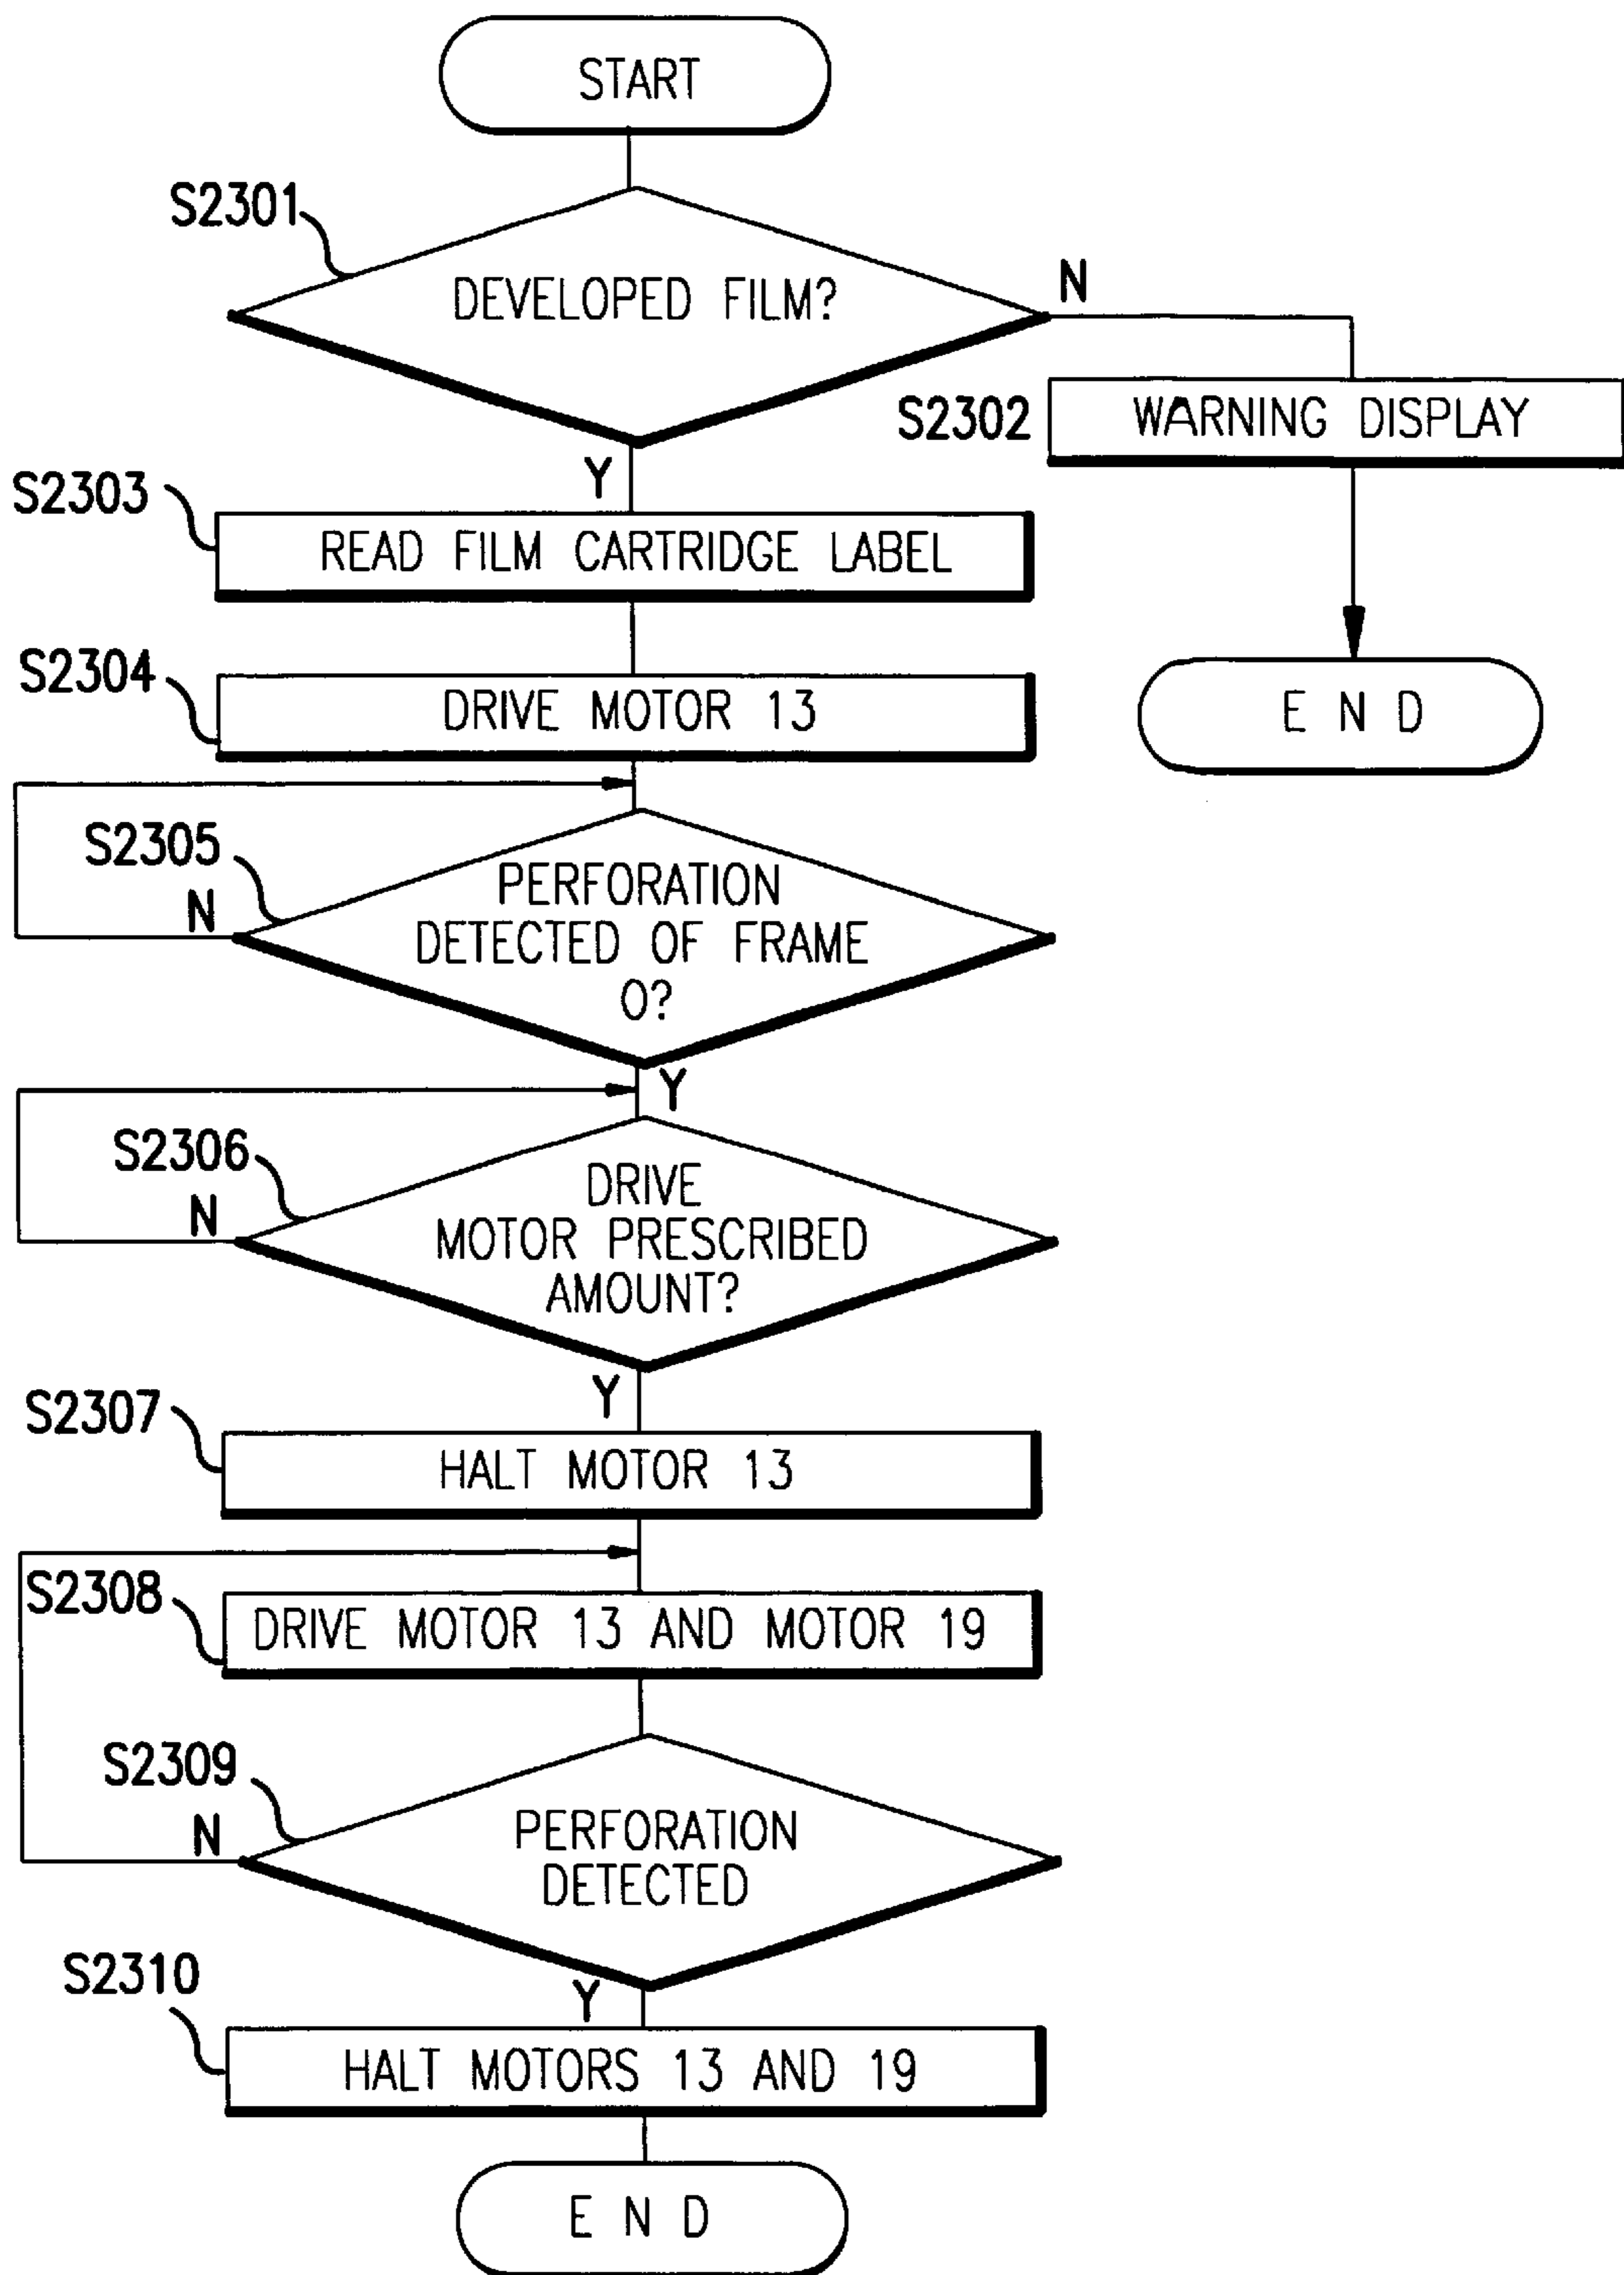 START
S2301
DEVELOPED FILM?
N
S2302
WARNING DISPLAY
END
Y
S2303
READ FILM CARTRIDGE LABEL
S2304
DRIVE MOTOR 13
S2305
PERFORATION
DETECTED OF FRAME
0?
N
Y
S2306
DRIVE
MOTOR PRESCRIBED
AMOUNT?
N
Y
S2307
HALT MOTOR 13
S2308
DRIVE MOTOR 13 AND MOTOR 19
S2309
PERFORATION
DETECTED
N
Y
S2310
HALT MOTORS 13 AND 19
END